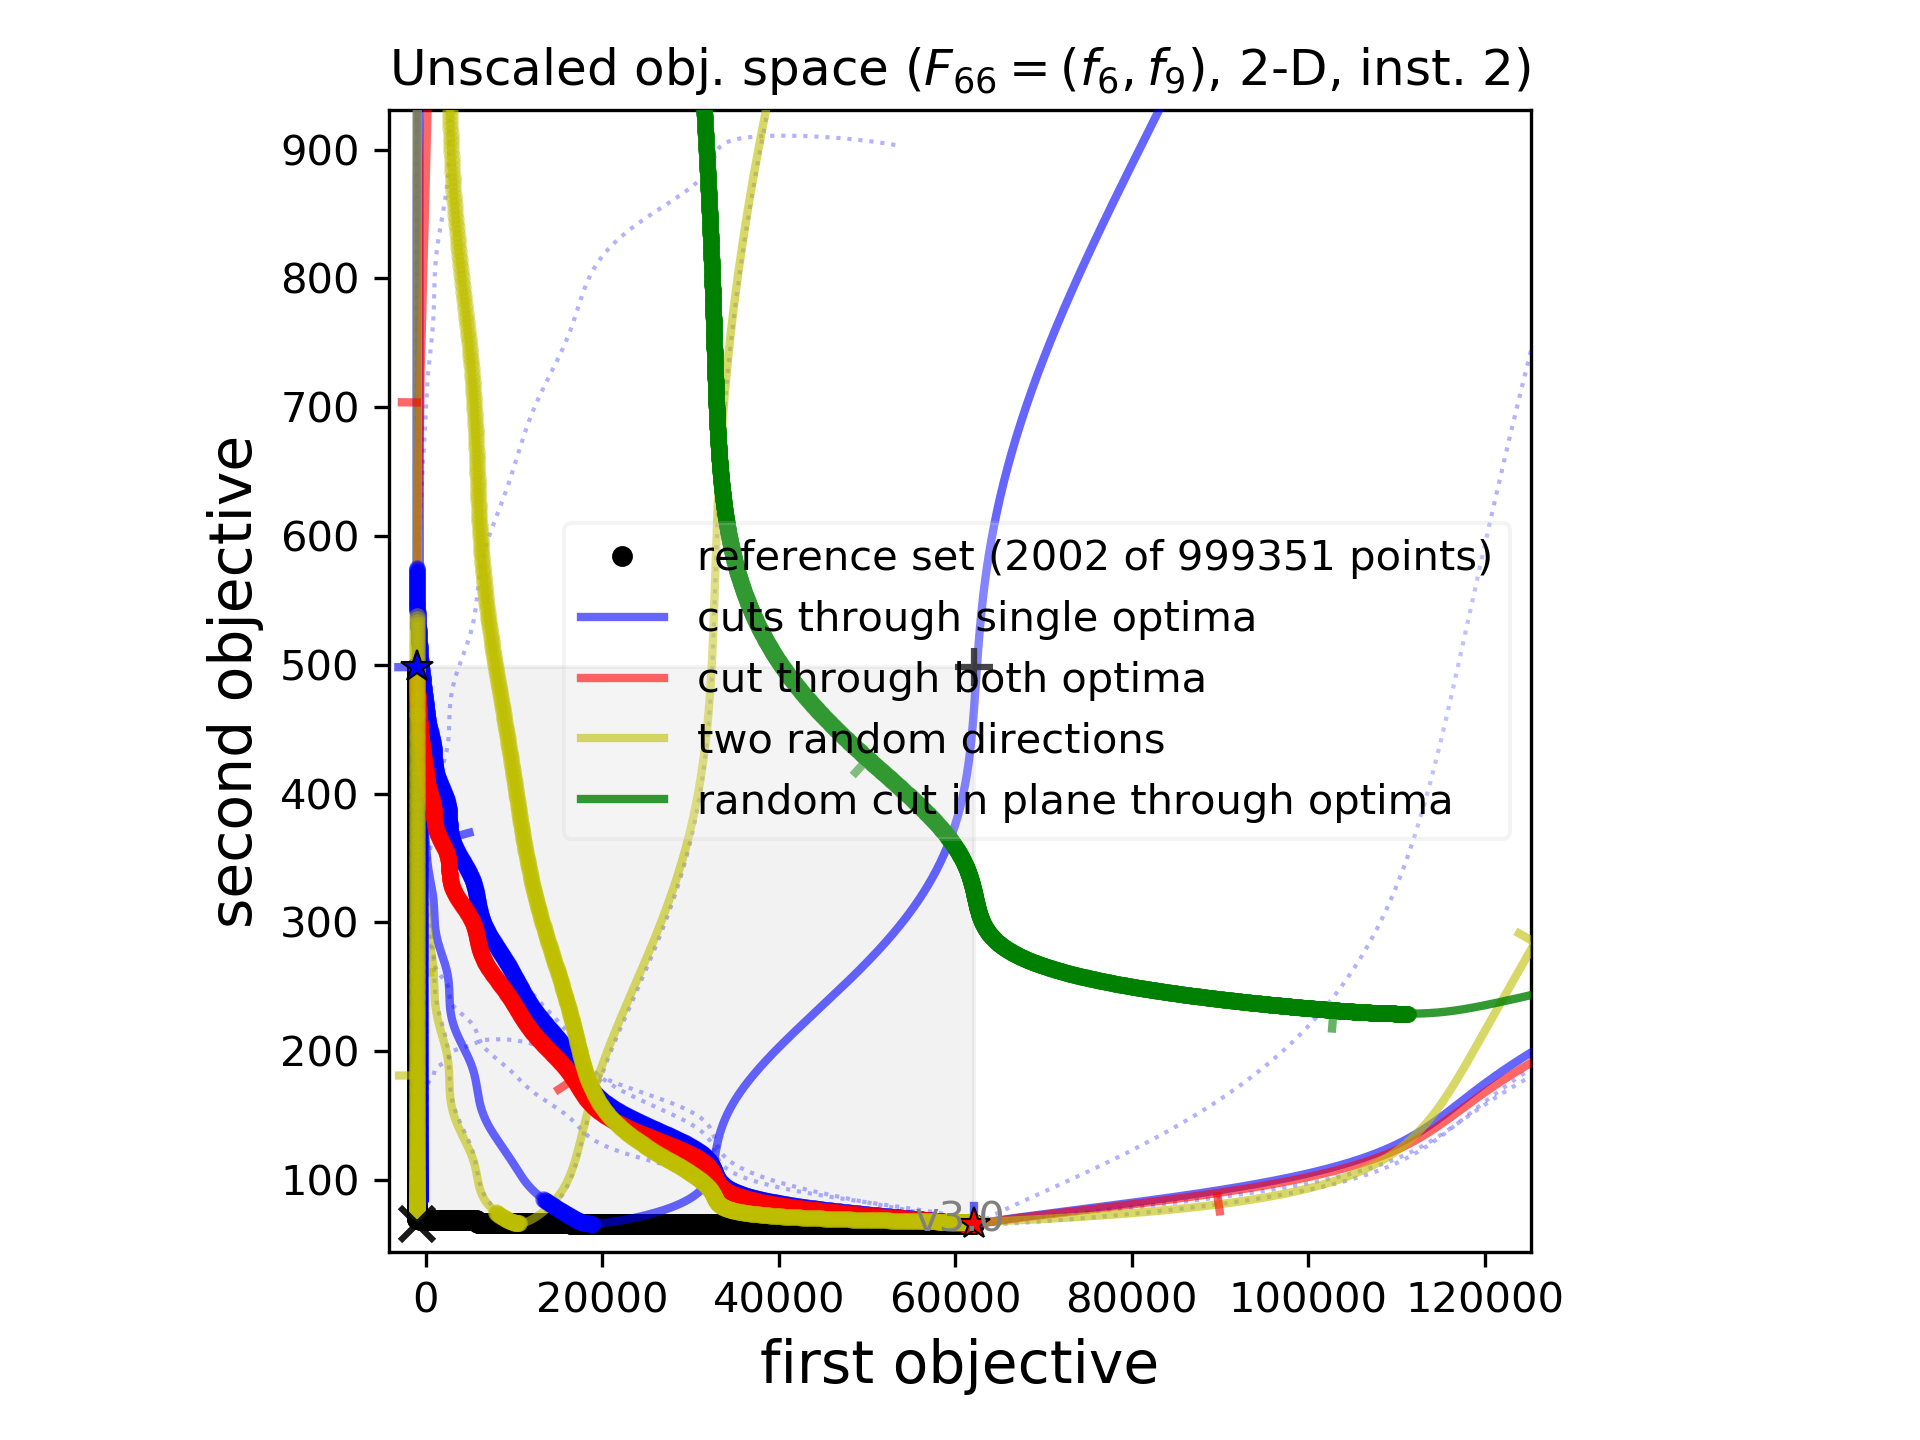 Unscaled obj. space (F₆₆ = (f₆, f₉), 2-D, inst. 2)
900
800
700
600
500
400
300
200
100
second objective
reference set (2002 of 999351 points)
cuts through single optima
cut through both optima
two random directions
random cut in plane through optima
v3.0
0 20000 40000 60000 80000 100000 120000
first objective